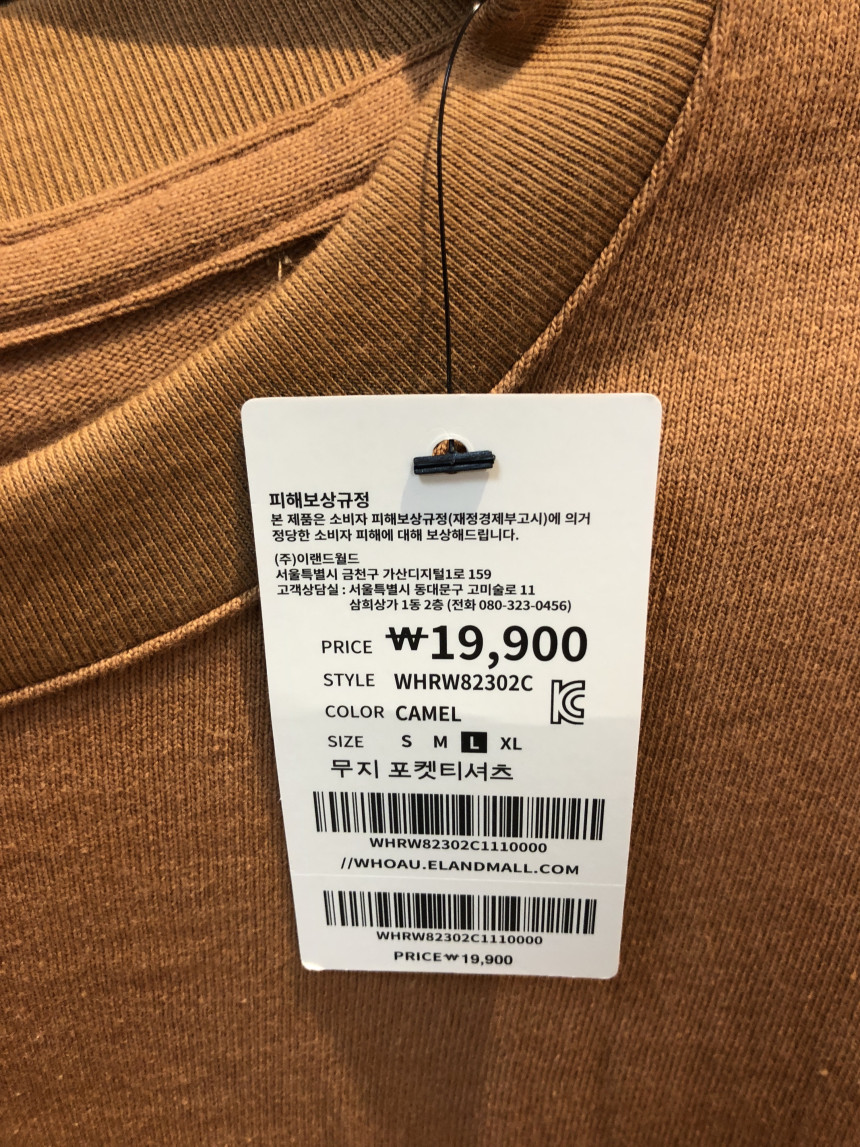 피해보상규정
본 제품은 소비자 피해보상규정(재정경제부고시)에 의거
정당한 소비자 피해에 대해 보상해드립니다.
(주)이랜드월드
서울특별시 금천구 가산디지털1로 159
고객상담실 : 서울특별시 동대문구 고미술로 11
삼희상가 1동 2층 (전화 080-323-0456)
PRICE ₩19,900
STYLE WHRW82302C
COLOR CAMEL
SIZE S M L XL
무지 포켓티셔츠
WHRW82302C1110000
//WHOAU.ELANDMALL.COM
WHRW82302C1110000
PRICE₩19,900